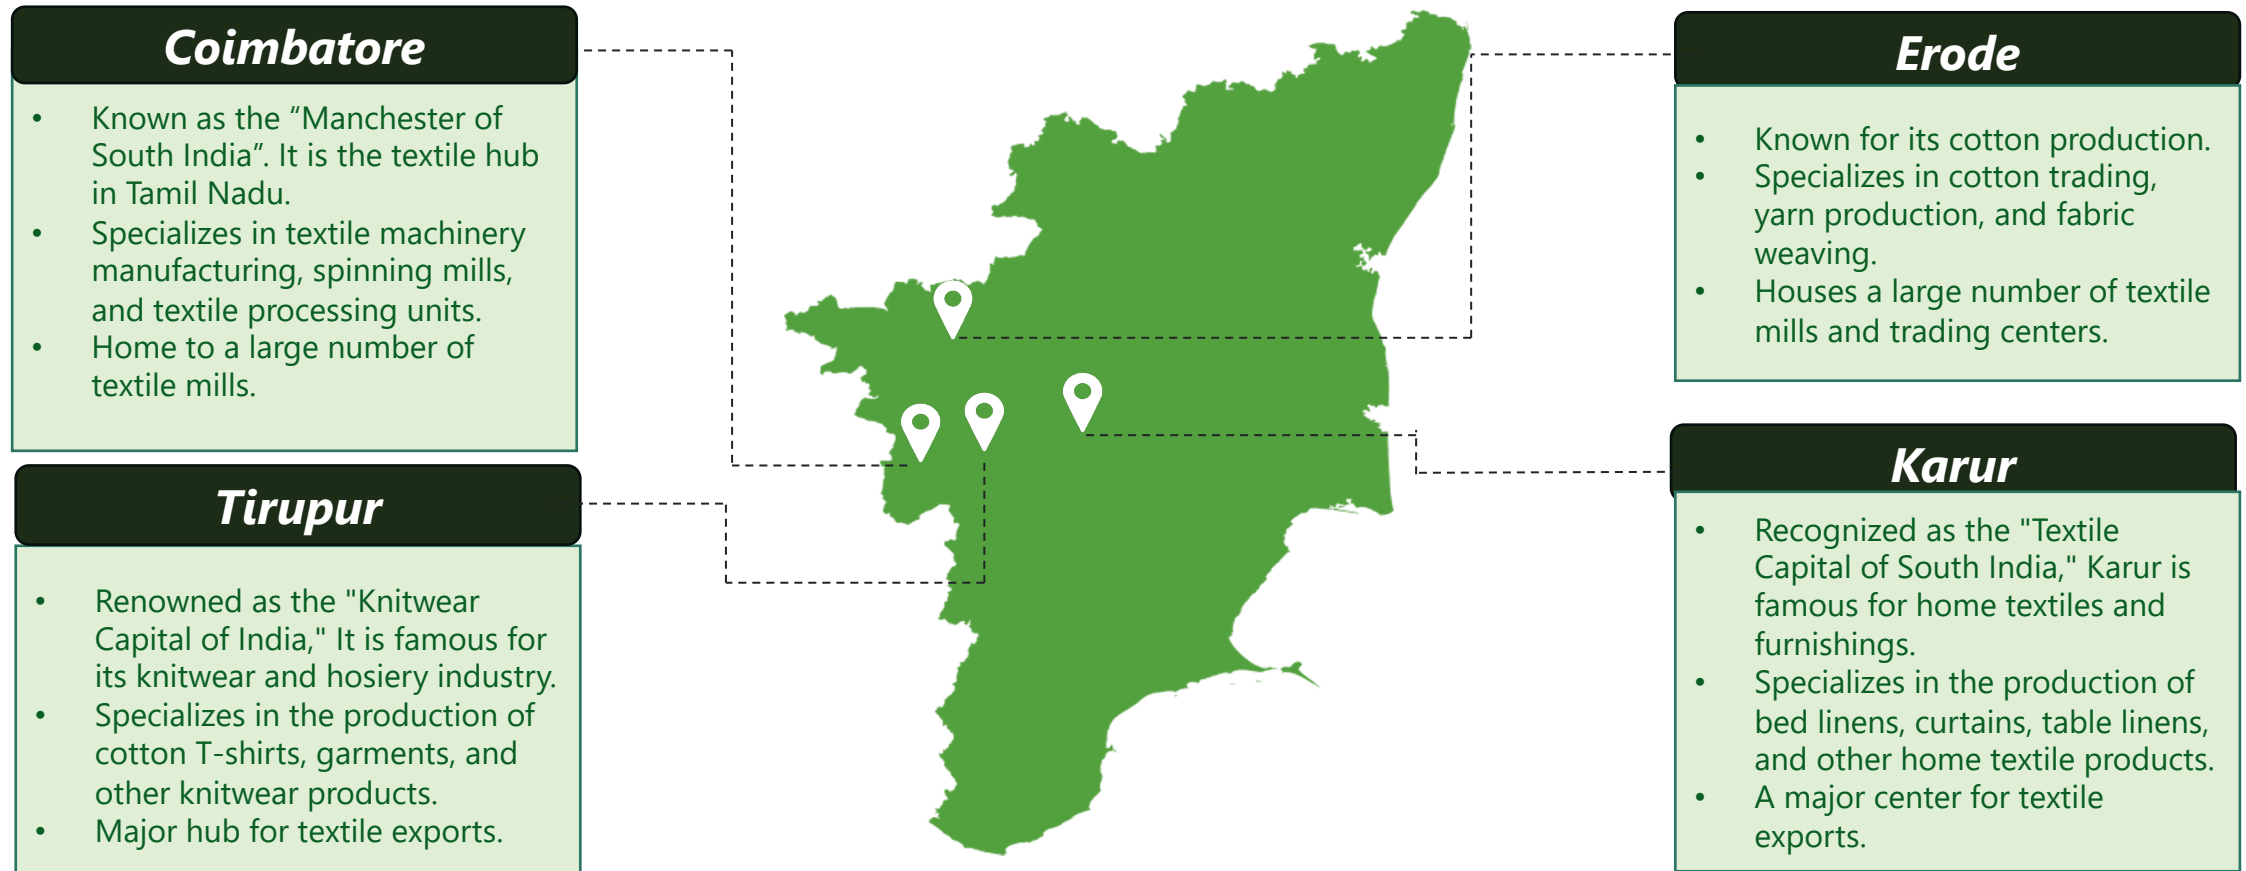 Coimbatore
• Known as the “Manchester of
South India”. It is the textile hub
in Tamil Nadu.
• Specializes in textile machinery
manufacturing, spinning mills,
and textile processing units.
• Home to a large number of
textile mills.
Tirupur
• Renowned as the "Knitwear
Capital of India," It is famous for
its knitwear and hosiery industry.
• Specializes in the production of
cotton T-shirts, garments, and
other knitwear products.
• Major hub for textile exports.
Erode
• Known for its cotton production.
• Specializes in cotton trading,
yarn production, and fabric
weaving.
• Houses a large number of textile
mills and trading centers.
Karur
• Recognized as the "Textile
Capital of South India," Karur is
famous for home textiles and
furnishings.
• Specializes in the production of
bed linens, curtains, table linens,
and other home textile products.
• A major center for textile
exports.